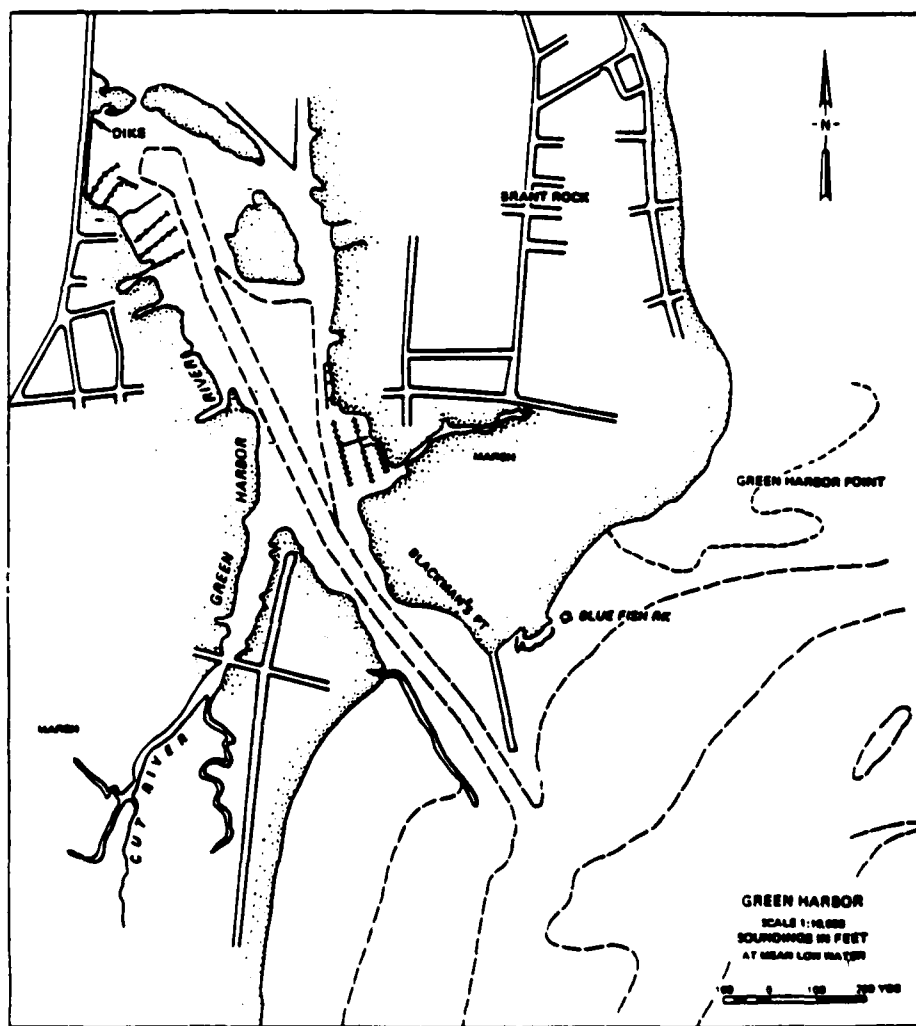 DIKE
- N -
BRANT ROCK
RIVER
HARBOR
GREEN
MARSH
GREEN HARBOR POINT
BLACKMAN'S PT
BLUE FISH RK
MARSH
CUT RIVER
GREEN HARBOR
SCALE 1:10,000
SOUNDINGS IN FEET
AT MEAN LOW WATER
100 0 100 200 YDS